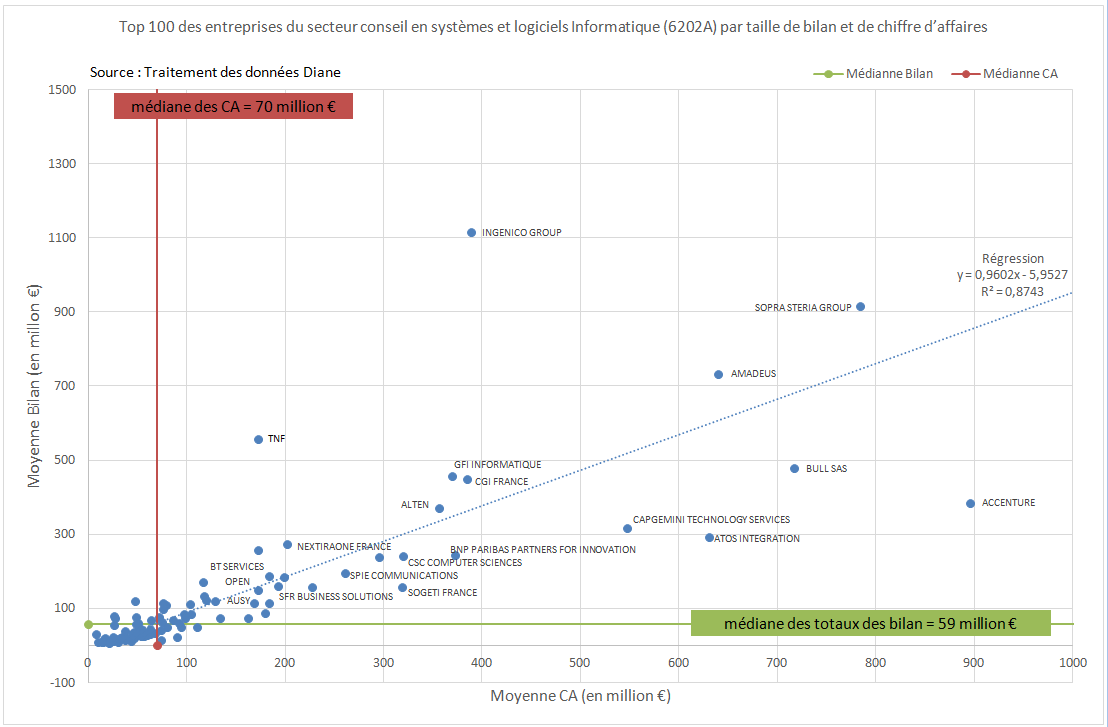 Top 100 des entreprises du secteur conseil en systèmes et logiciels Informatique (6202A) par taille de bilan et de chiffre d’affaires
Source : Traitement des données Diane
Médianne Bilan
Médianne CA
1500
médiane des CA = 70 million €
1300
1100
INGENICO GROUP
Régression
y = 0,9602x - 5,9527
R² = 0,8743
900
SOPRA STERIA GROUP
AMADEUS
700
TNF
500
GFI INFORMATIQUE
BULL SAS
CGI FRANCE
ALTEN
ACCENTURE
CAPGEMINI TECHNOLOGY SERVICES
ATOS INTEGRATION
300
NEXTIRAONE FRANCE
BNP PARIBAS PARTNERS FOR INNOVATION
CSC COMPUTER SCIENCES
BT SERVICES
SPIE COMMUNICATIONS
OPEN
SOGETI FRANCE
SFR BUSINESS SOLUTIONS
AUSY
100
médiane des totaux des bilan = 59 million €
-100
0 100 200 300 400 500 600 700 800 900 1000
Moyenne CA (en million €)
Moyenne Bilan (en million €)